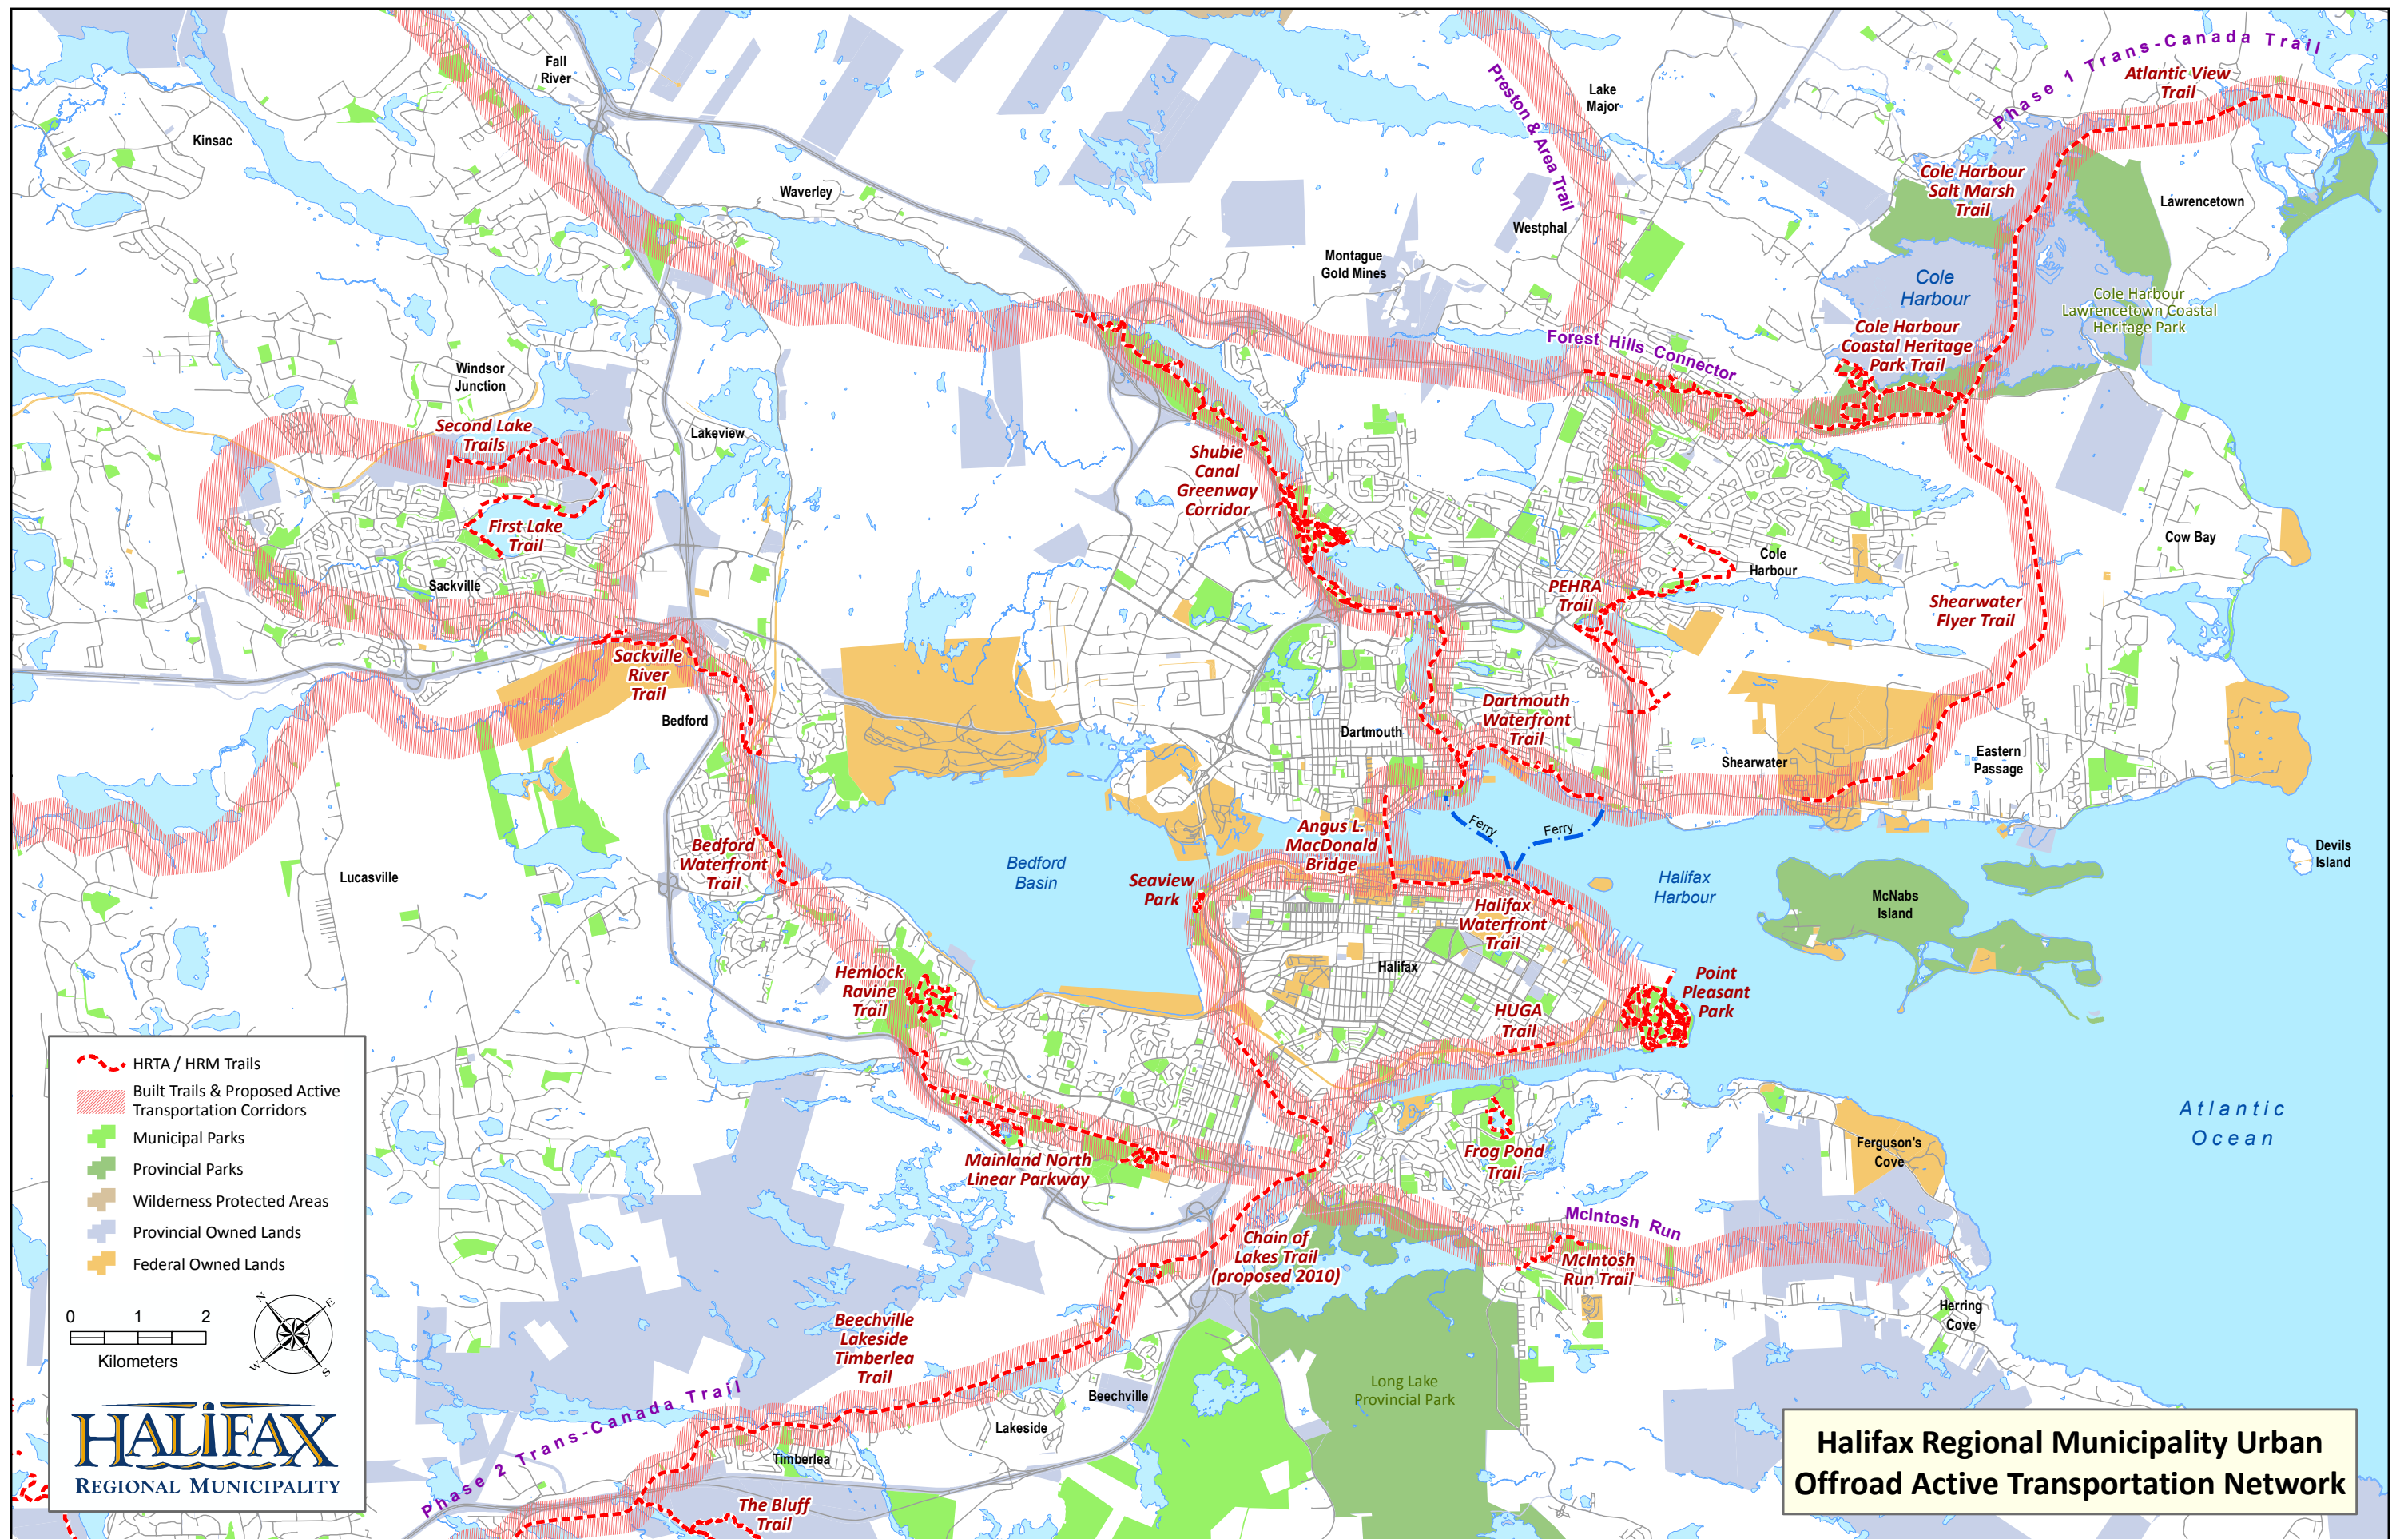 Fall
River
Kinsac
Waverley
Lake
Major
Preston & Area Trail
Phase 1 Trans-Canada Trail
Atlantic View
Trail
Cole Harbour
Salt Marsh
Trail
Lawrencetown
Westphal
Montague
Gold Mines
Cole
Harbour
Cole Harbour
Lawrencetown Coastal
Heritage Park
Forest Hills Connector
Cole Harbour
Coastal Heritage
Park Trail
Windsor
Junction
Second Lake
Trails
Lakeview
First Lake
Trail
Sackville
Shubie
Canal
Greenway
Corridor
Cole
Harbour
Cow Bay
PEHRA
Trail
Shearwater
Flyer Trail
Sackville
River
Trail
Bedford
Dartmouth
Dartmouth
Waterfront
Trail
Shearwater
Eastern
Passage
Ferry
Ferry
Angus L.
MacDonald
Bridge
Bedford
Waterfront
Trail
Bedford
Basin
Seaview
Park
Halifax
Harbour
Devils
Island
McNabs
Island
Lucasville
Halifax
Waterfront
Trail
Halifax
Hemlock
Ravine
Trail
Point
Pleasant
Park
HUGA
Trail
Atlantic
Ocean
Ferguson's
Cove
Frog Pond
Trail
Mainland North
Linear Parkway
McIntosh Run
McIntosh
Run Trail
Chain of
Lakes Trail
(proposed 2010)
Herring
Cove
Beechville
Lakeside
Timberlea
Trail
Long Lake
Provincial Park
Beechville
Lakeside
Timberlea
Phase 2 Trans-Canada Trail
The Bluff
Trail
HRTA / HRM Trails
Built Trails & Proposed Active
Transportation Corridors
Municipal Parks
Provincial Parks
Wilderness Protected Areas
Provincial Owned Lands
Federal Owned Lands
0 1 2
Kilometers
N
E
W
S
HALIFAX
REGIONAL MUNICIPALITY
Halifax Regional Municipality Urban
Offroad Active Transportation Network